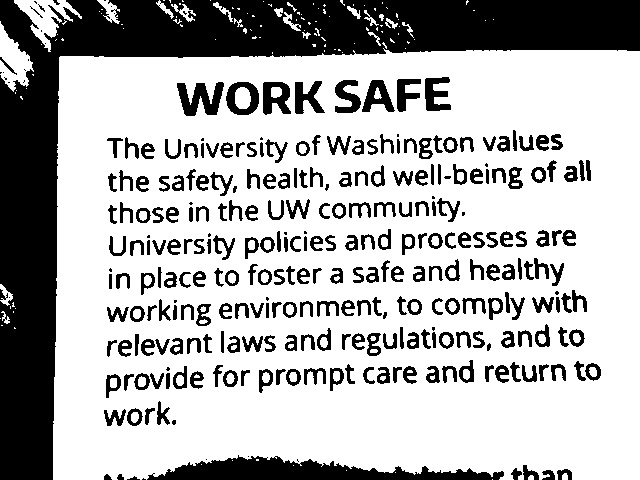 WORK SAFE
The University of Washington values
the safety, health, and well-being of all
those in the UW community.
University policies and processes are
in place to foster a safe and healthy
working environment, to comply with
relevant laws and regulations, and to
provide for prompt care and return to
work.
than